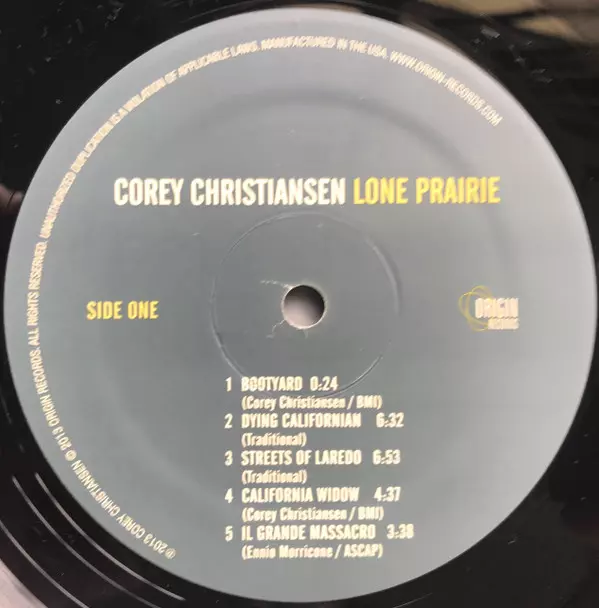 ℗ 2013 COREY CHRISTIANSEN © 2013 ORIGIN RECORDS. ALL RIGHTS RESERVED. UNAUTHORIZED DUPLICATION IS A VIOLATION OF APPLICABLE LAWS. MANUFACTURED IN THE USA. WWW.ORIGIN-RECORDS.COM
COREY CHRISTIANSEN LONE PRAIRIE
SIDE ONE
ORIGIN
RECORDS
1 BOOTYARD 0:24
(Corey Christiansen / BMI)
2 DYING CALIFORNIAN 6:32
(Traditional)
3 STREETS OF LAREDO 6:53
(Traditional)
4 CALIFORNIA WIDOW 4:37
(Corey Christiansen / BMI)
5 IL GRANDE MASSACRO 3:38
(Ennio Morricone / ASCAP)